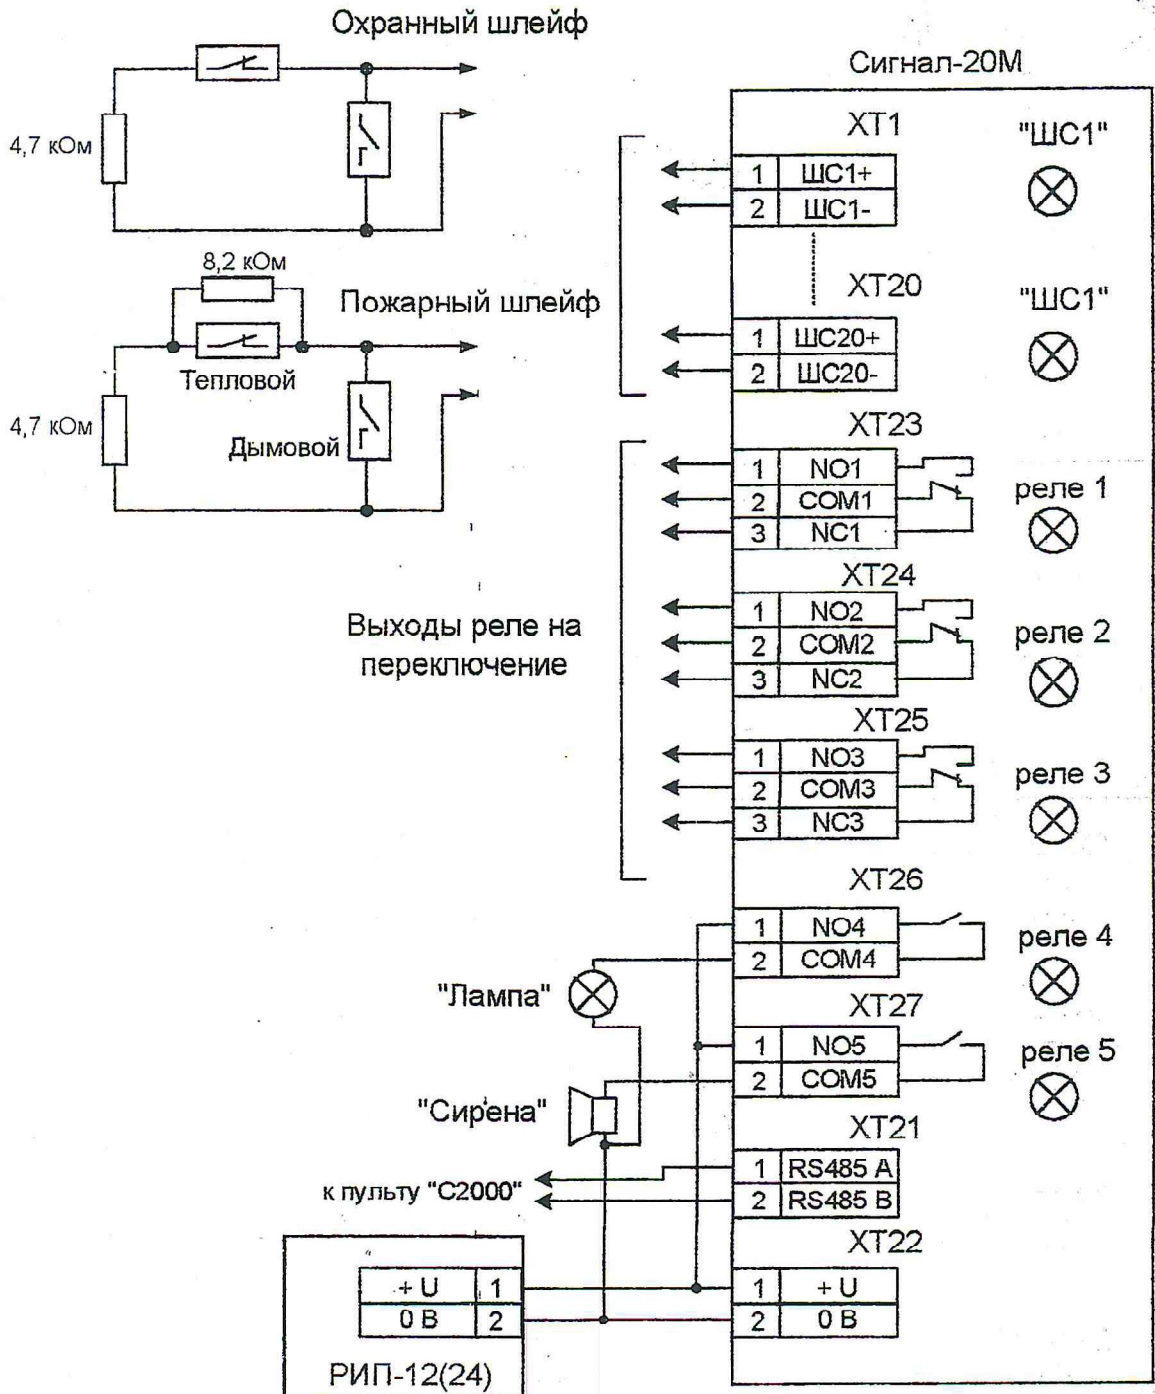 Охранный шлейф
4,7 кОм
8,2 кОм
Пожарный шлейф
Тепловой
4,7 кОм
Дымовой
Выходы реле на
переключение
"Лампа"
"Сирена"
к пульту "С2000"
+ U 1
0 В 2
РИП-12(24)
Сигнал-20М
XT1
"ШС1"
1 ШС1+
2 ШС1-
XT20
"ШС1"
1 ШС20+
2 ШС20-
XT23
1 NO1
2 COM1
3 NC1
реле 1
XT24
1 NO2
2 COM2
3 NC2
реле 2
XT25
1 NO3
2 COM3
3 NC3
реле 3
XT26
1 NO4
2 COM4
реле 4
XT27
1 NO5
2 COM5
реле 5
XT21
1 RS485 A
2 RS485 B
XT22
1 + U
2 0 В